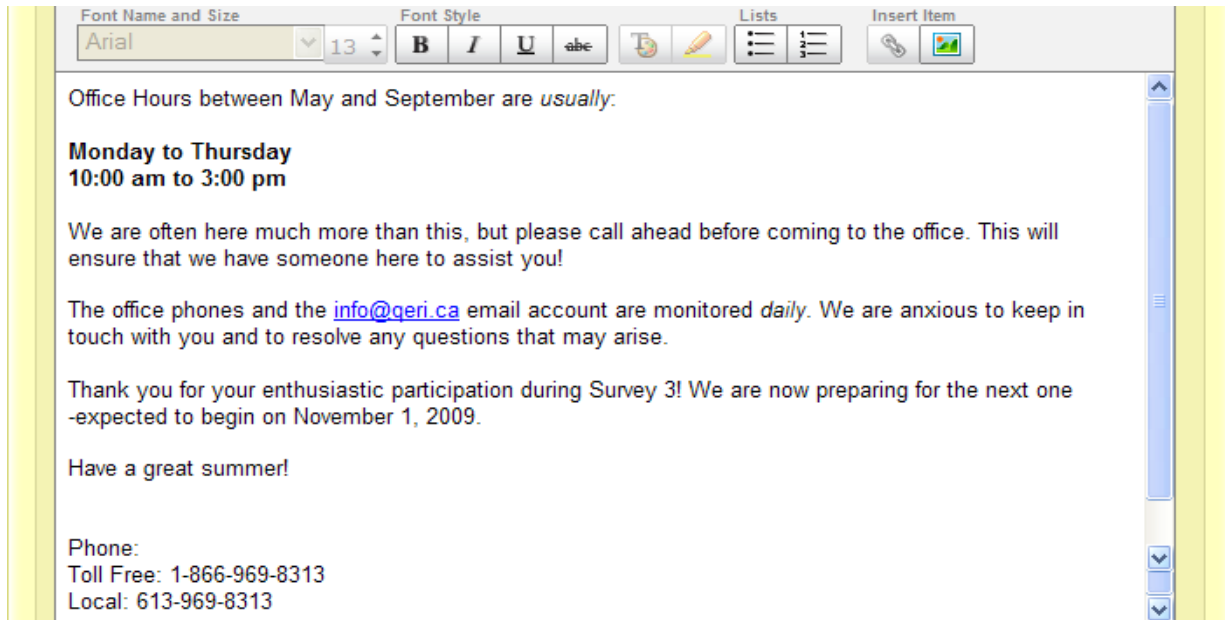 Font Name and Size Font Style Lists Insert Item
Arial 13 B I U abc T
Office Hours between May and September are usually:
Monday to Thursday
10:00 am to 3:00 pm
We are often here much more than this, but please call ahead before coming to the office. This will
ensure that we have someone here to assist you!
The office phones and the info@qeri.ca email account are monitored daily. We are anxious to keep in
touch with you and to resolve any questions that may arise.
Thank you for your enthusiastic participation during Survey 3! We are now preparing for the next one
-expected to begin on November 1, 2009.
Have a great summer!
Phone:
Toll Free: 1-866-969-8313
Local: 613-969-8313